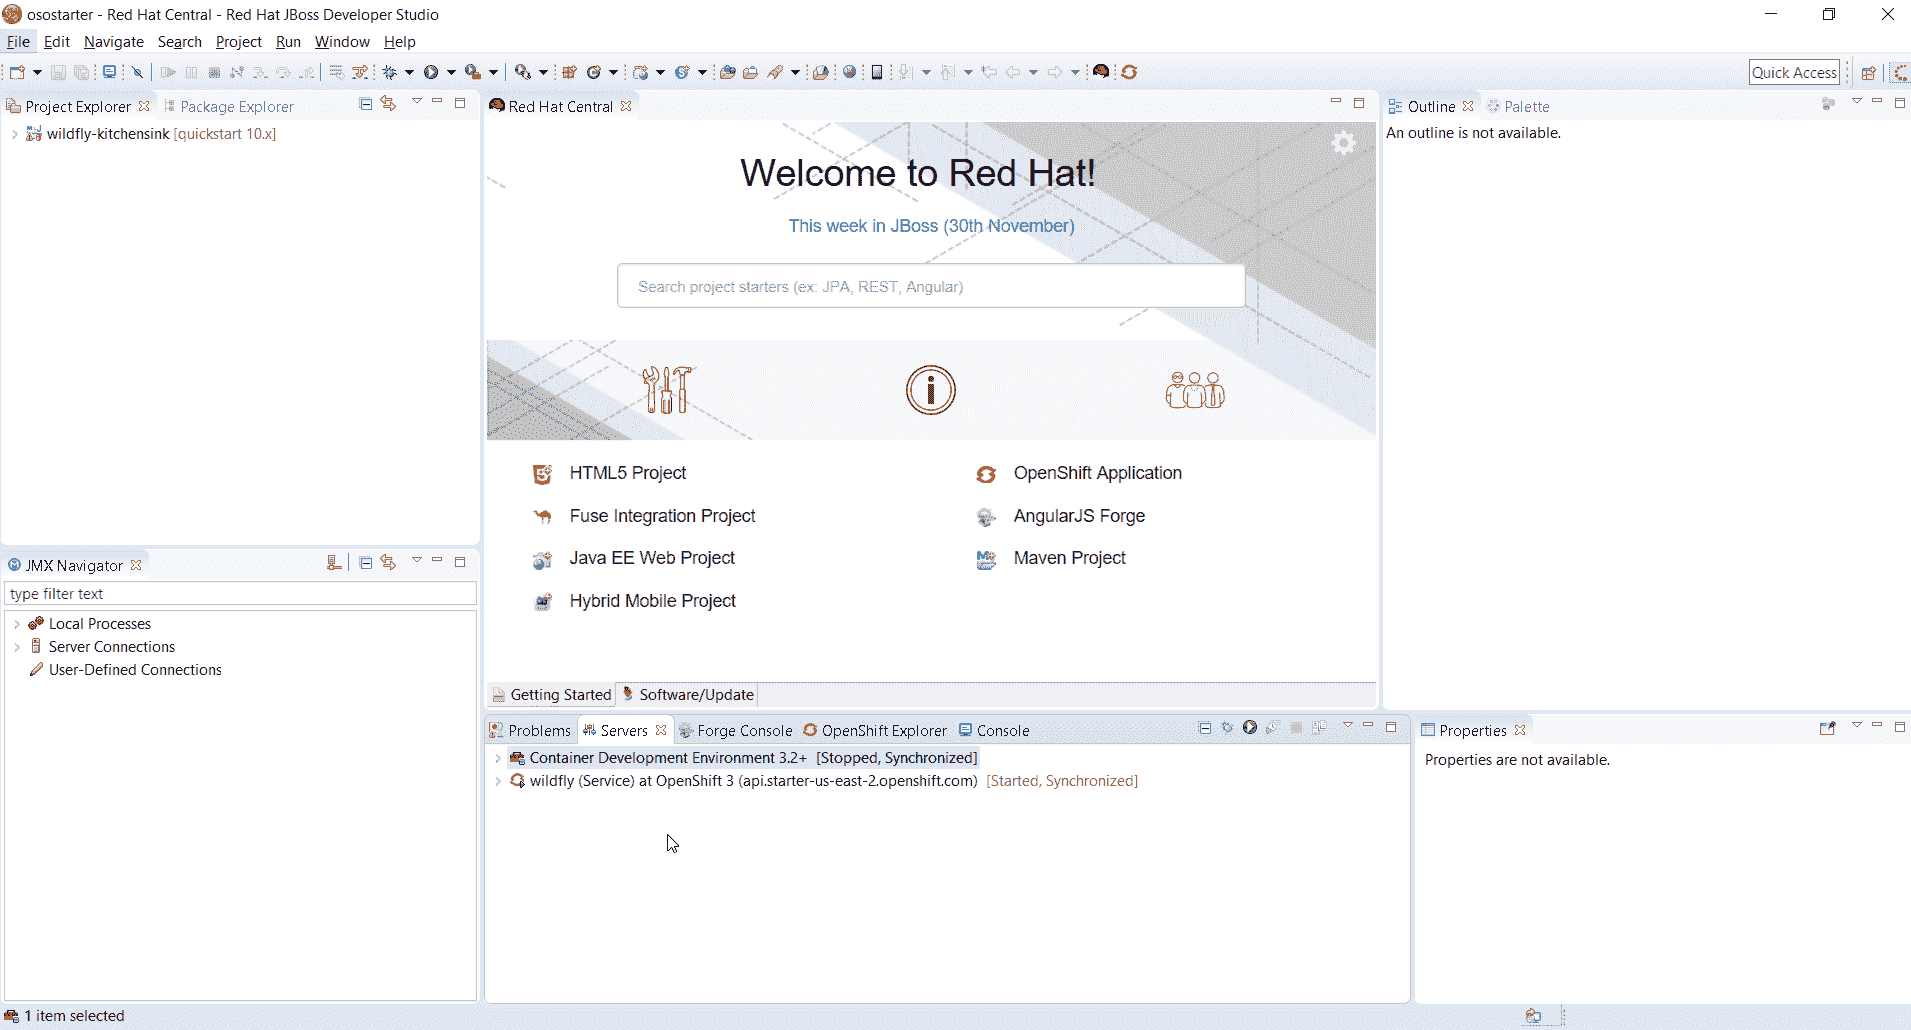 osostarter - Red Hat Central - Red Hat JBoss Developer Studio
File Edit Navigate Search Project Run Window Help
Quick Access
Project Explorer Package Explorer
wildfly-kitchensink [quickstart 10.x]
Red Hat Central
Welcome to Red Hat!
This week in JBoss (30th November)
Search project starters (ex: JPA, REST, Angular)
HTML5 Project OpenShift Application
Fuse Integration Project AngularJS Forge
Java EE Web Project Maven Project
Hybrid Mobile Project
Getting Started Software/Update
Outline Palette
An outline is not available.
JMX Navigator
type filter text
Local Processes
Server Connections
User-Defined Connections
Problems Servers Forge Console OpenShift Explorer Console
Container Development Environment 3.2+ [Stopped, Synchronized]
wildfly (Service) at OpenShift 3 (api.starter-us-east-2.openshift.com) [Started, Synchronized]
Properties
Properties are not available.
1 item selected